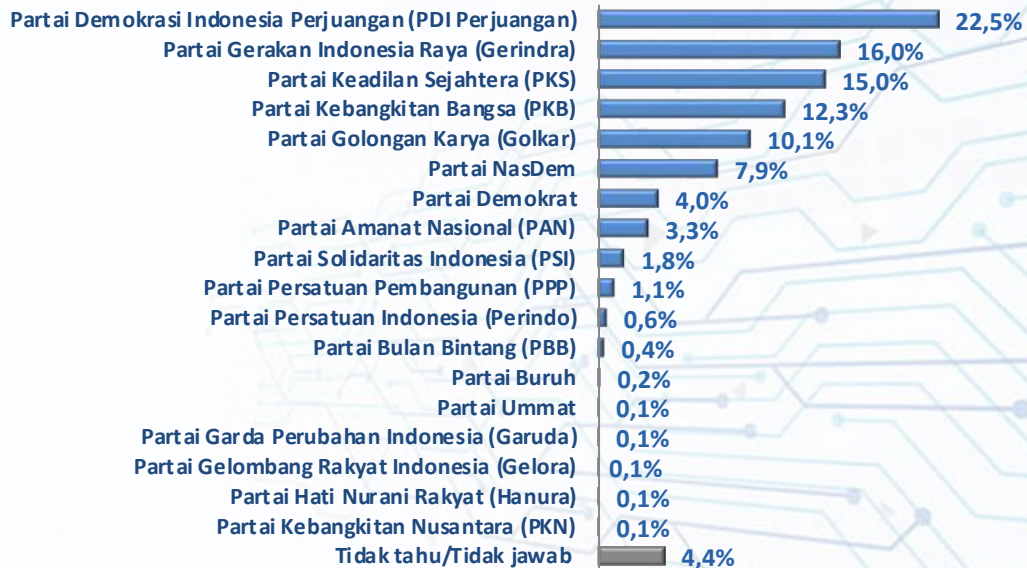 Partai Demokrasi Indonesia Perjuangan (PDI Perjuangan) 22,5%
Partai Gerakan Indonesia Raya (Gerindra) 16,0%
Partai Keadilan Sejahtera (PKS) 15,0%
Partai Kebangkitan Bangsa (PKB) 12,3%
Partai Golongan Karya (Golkar) 10,1%
Partai NasDem 7,9%
Partai Demokrat 4,0%
Partai Amanat Nasional (PAN) 3,3%
Partai Solidaritas Indonesia (PSI) 1,8%
Partai Persatuan Pembangunan (PPP) 1,1%
Partai Persatuan Indonesia (Perindo) 0,6%
Partai Bulan Bintang (PBB) 0,4%
Partai Buruh 0,2%
Partai Ummat 0,1%
Partai Garda Perubahan Indonesia (Garuda) 0,1%
Partai Gelombang Rakyat Indonesia (Gelora) 0,1%
Partai Hati Nurani Rakyat (Hanura) 0,1%
Partai Kebangkitan Nusantara (PKN) 0,1%
Tidak tahu/Tidak jawab 4,4%